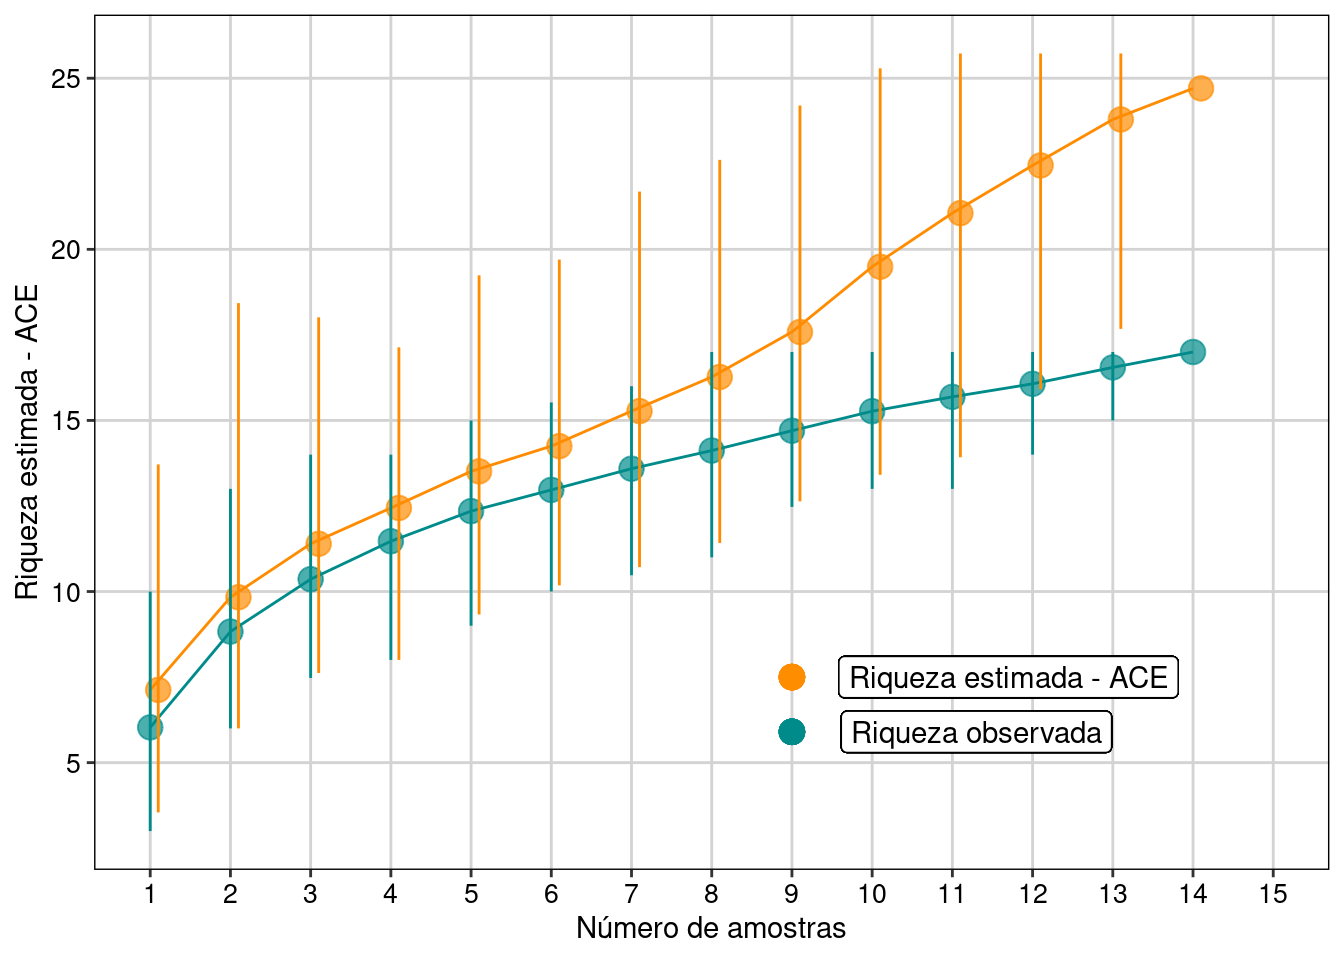 Riqueza estimada - ACE
25
20
15
10
5
Riqueza estimada - ACE
Riqueza observada
1 2 3 4 5 6 7 8 9 10 11 12 13 14 15
Número de amostras